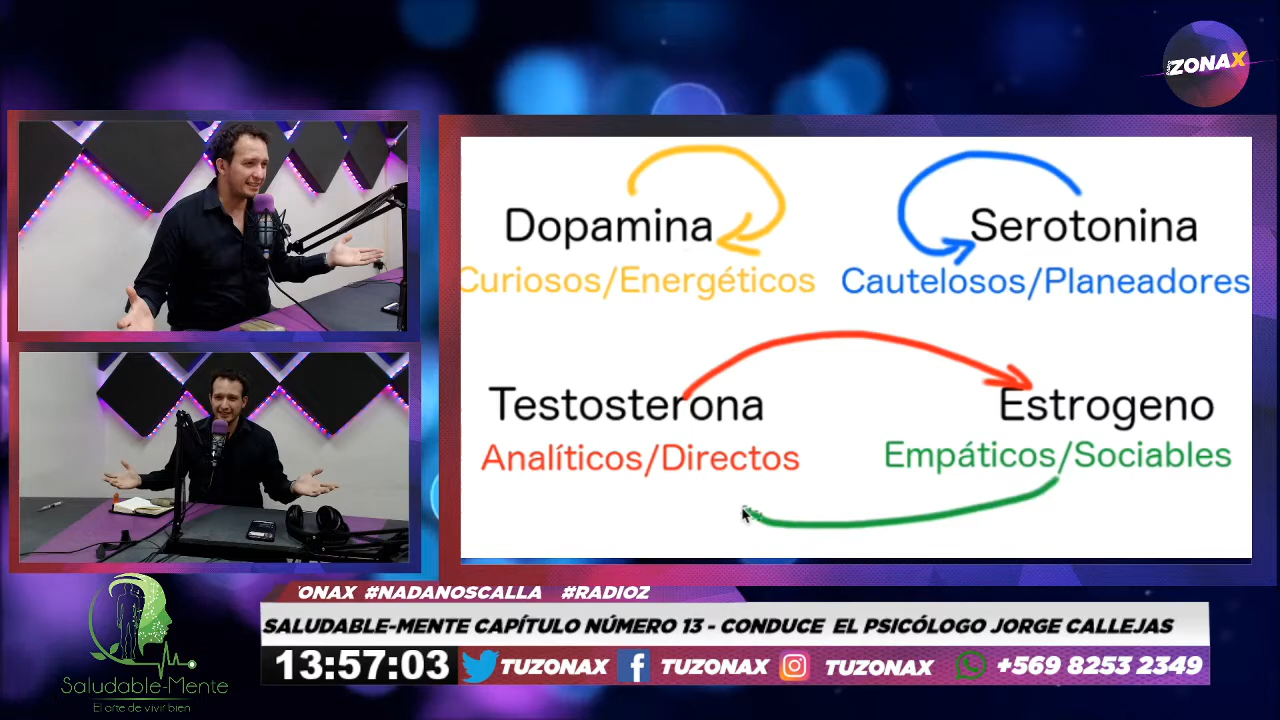 ZONAX
Dopamina
Serotonina
Curiosos/Energéticos
Cautelosos/Planeadores
Testosterona
Estrogeno
Analíticos/Directos
Empáticos/Sociables
ONAX #NADANOSCALLA #RADIOZ
SALUDABLE-MENTE CAPÍTULO NÚMERO 13 - CONDUCE EL PSICÓLOGO JORGE CALLEJAS
13:57:03 TUZONAX TUZONAX TUZONAX +569 8253 2349
Saludable-Mente
El arte de vivir bien